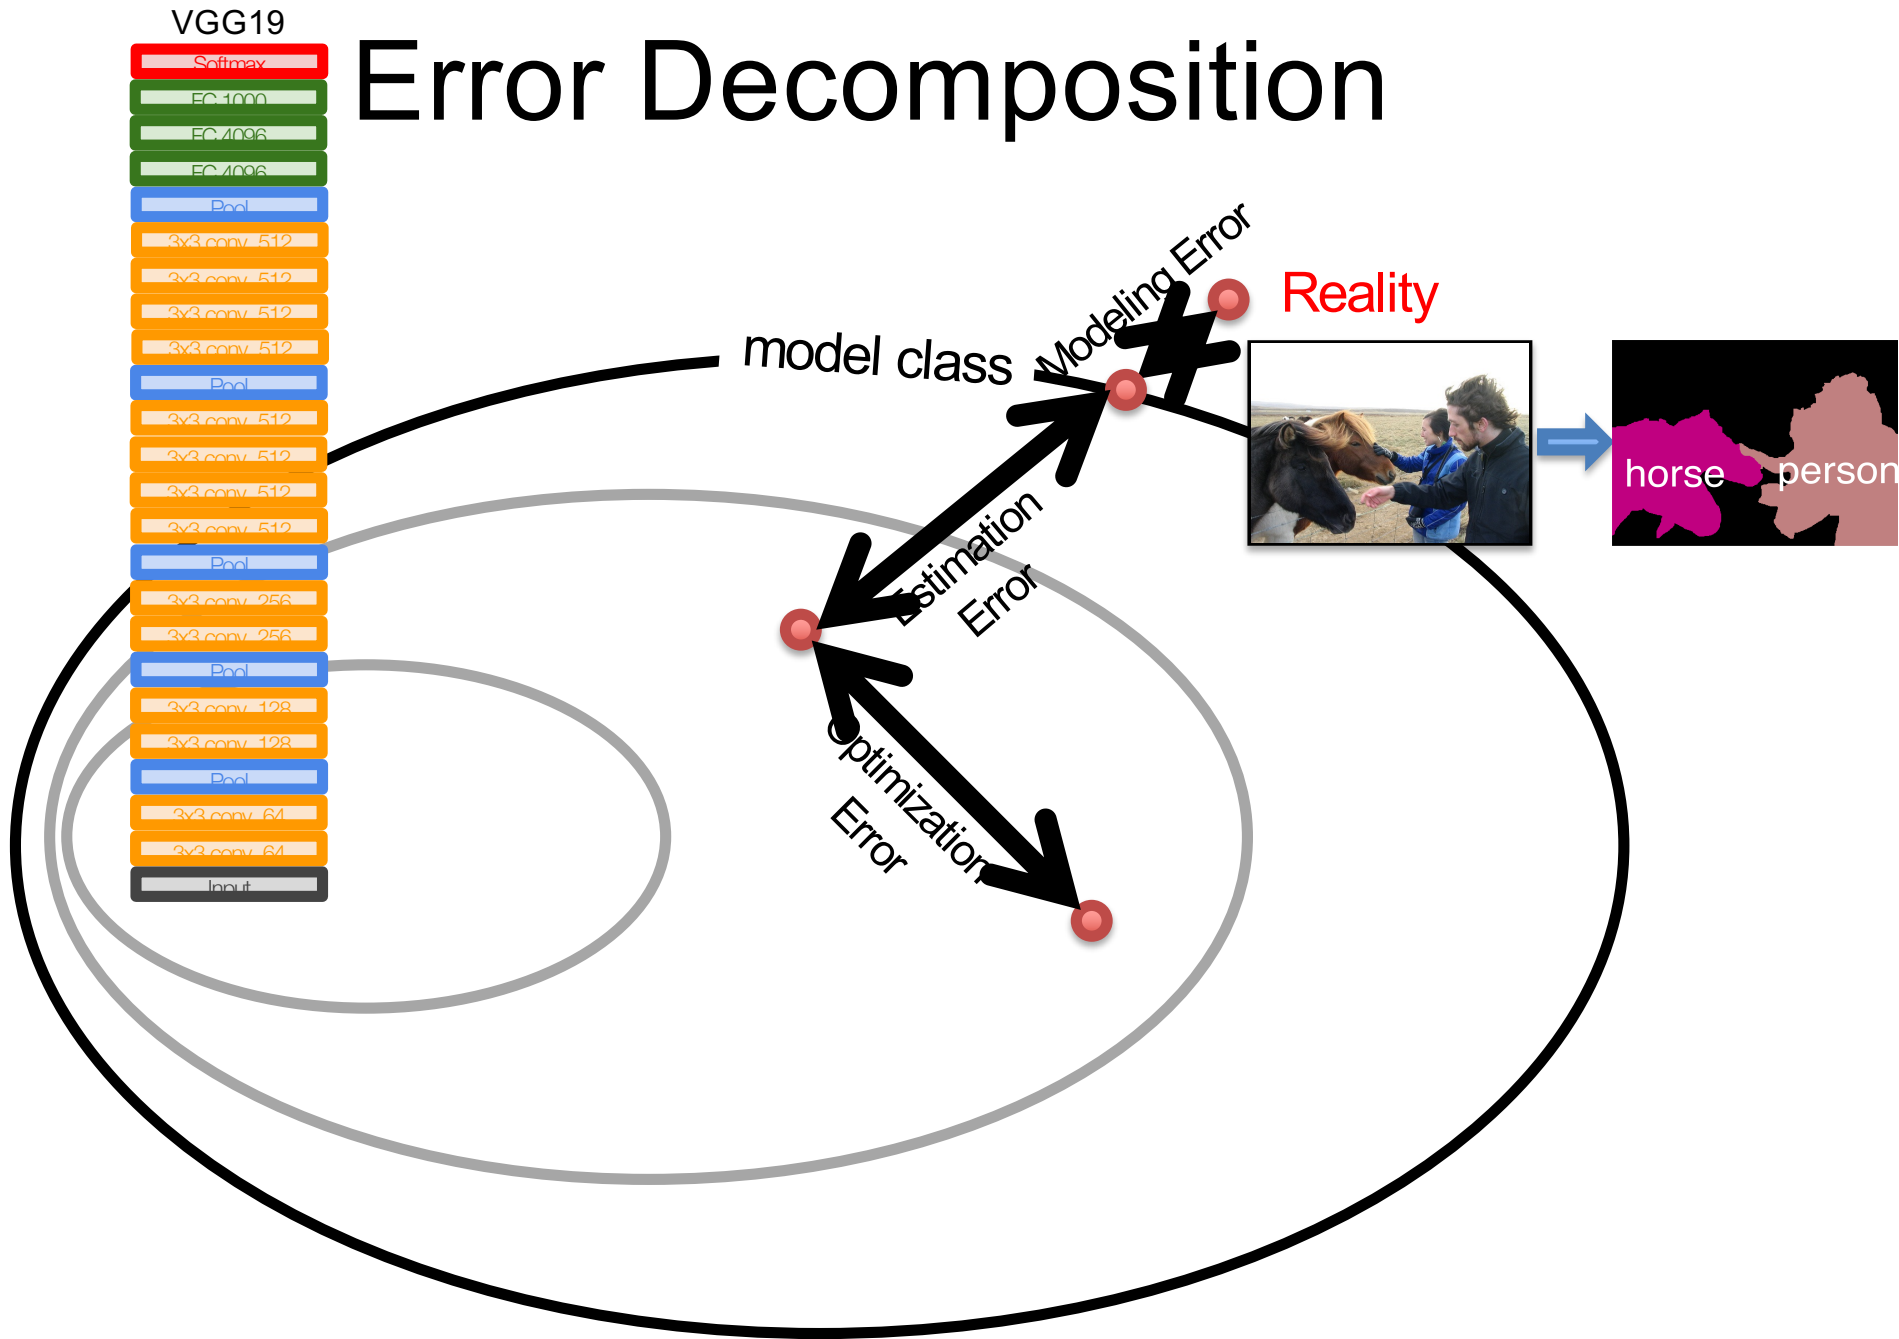 VGG19
Error Decomposition
Softmax
FC 1000
FC 4096
FC 4096
Pool
3x3 conv, 512
3x3 conv, 512
3x3 conv, 512
3x3 conv, 512
Pool
3x3 conv, 512
3x3 conv, 512
3x3 conv, 512
3x3 conv, 512
Pool
3x3 conv, 256
3x3 conv, 256
Pool
3x3 conv, 128
3x3 conv, 128
Pool
3x3 conv, 64
3x3 conv, 64
Input
model class
Modeling Error
Reality
horse
person
Estimation
Error
Optimization
Error